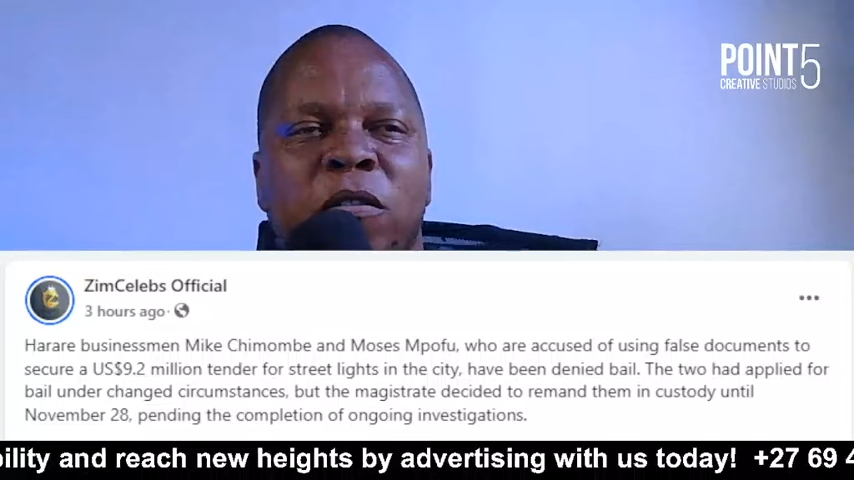 POINT5
CREATIVE STUDIOS
ZimCelebs Official
3 hours ago ·
Harare businessmen Mike Chimombe and Moses Mpofu, who are accused of using false documents to
secure a US$9.2 million tender for street lights in the city, have been denied bail. The two had applied for
bail under changed circumstances, but the magistrate decided to remand them in custody until
November 28, pending the completion of ongoing investigations.
and reach new heights by advertising with us today! +27 69